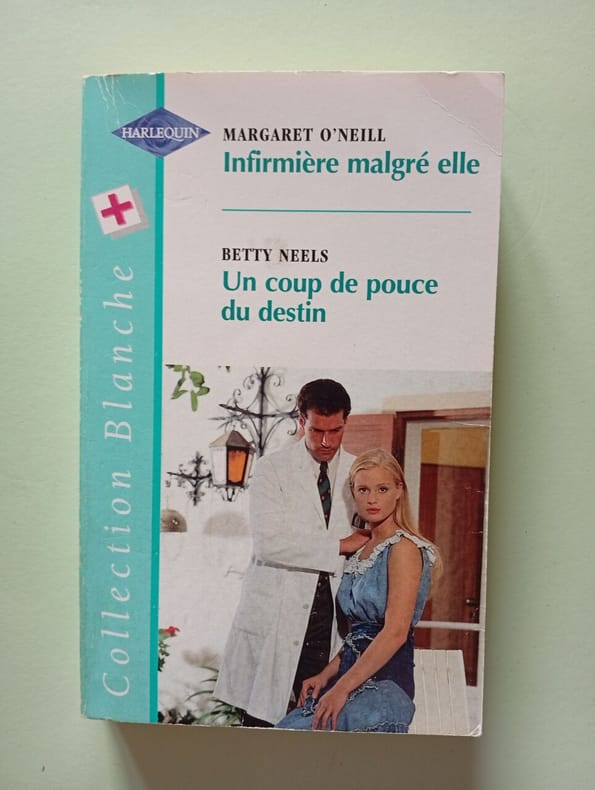 HARLEQUIN
MARGARET O'NEILL
Infirmière malgré elle
BETTY NEELS
Un coup de pouce
du destin
Collection Blanche